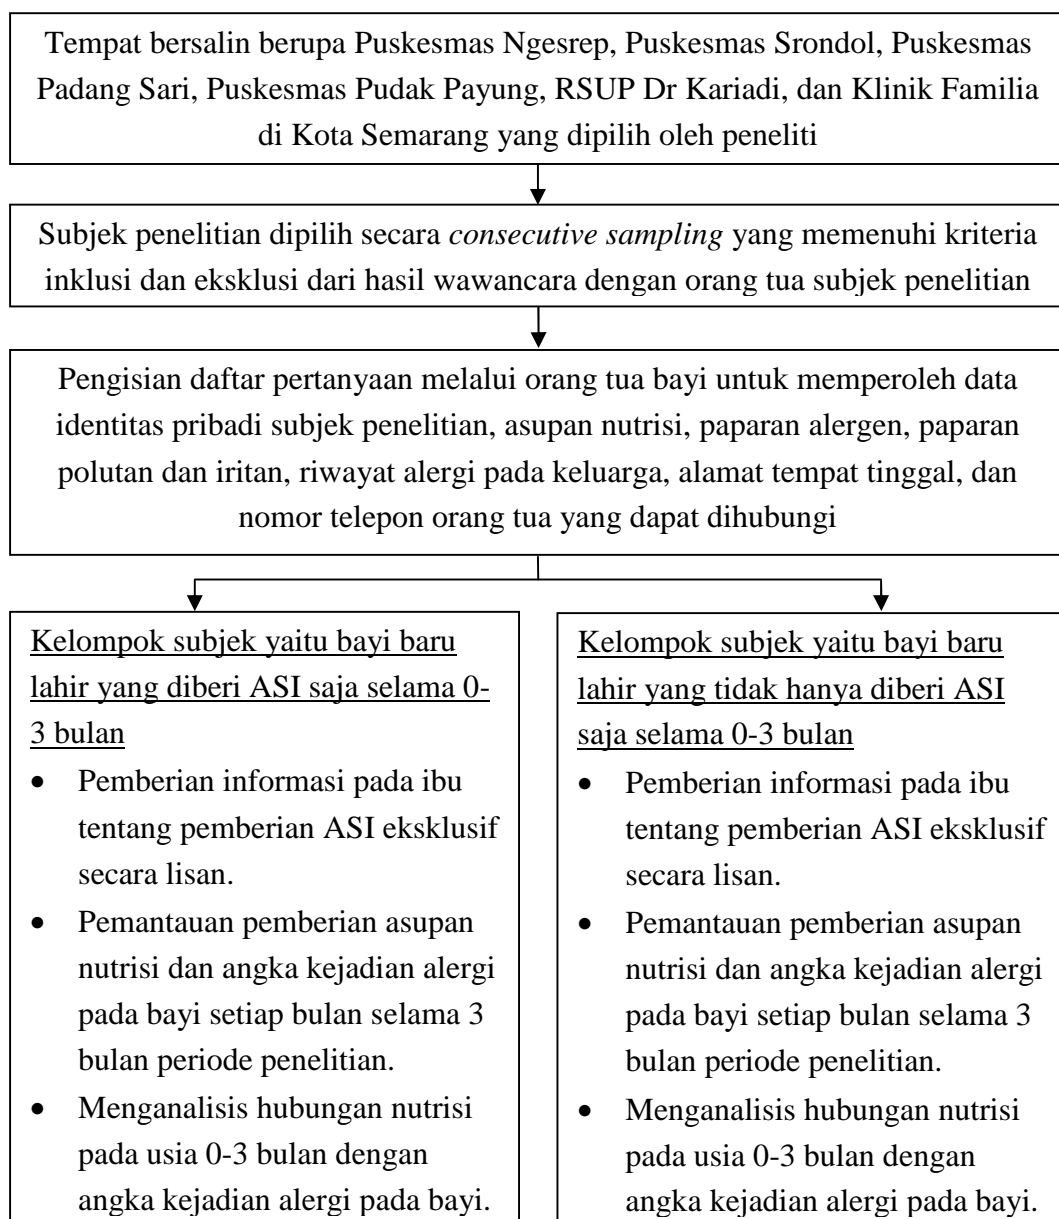 Tempat bersalin berupa Puskesmas Ngesrep, Puskesmas Srondol, Puskesmas
Padang Sari, Puskesmas Pudak Payung, RSUP Dr Kariadi, dan Klinik Familia
di Kota Semarang yang dipilih oleh peneliti
Subjek penelitian dipilih secara consecutive sampling yang memenuhi kriteria
inklusi dan eksklusi dari hasil wawancara dengan orang tua subjek penelitian
Pengisian daftar pertanyaan melalui orang tua bayi untuk memperoleh data
identitas pribadi subjek penelitian, asupan nutrisi, paparan alergen, paparan
polutan dan iritan, riwayat alergi pada keluarga, alamat tempat tinggal, dan
nomor telepon orang tua yang dapat dihubungi
Kelompok subjek yaitu bayi baru
lahir yang diberi ASI saja selama 0-
3 bulan
• Pemberian informasi pada ibu
tentang pemberian ASI eksklusif
secara lisan.
• Pemantauan pemberian asupan
nutrisi dan angka kejadian alergi
pada bayi setiap bulan selama 3
bulan periode penelitian.
• Menganalisis hubungan nutrisi
pada usia 0-3 bulan dengan
angka kejadian alergi pada bayi.
Kelompok subjek yaitu bayi baru
lahir yang tidak hanya diberi ASI
saja selama 0-3 bulan
• Pemberian informasi pada ibu
tentang pemberian ASI eksklusif
secara lisan.
• Pemantauan pemberian asupan
nutrisi dan angka kejadian alergi
pada bayi setiap bulan selama 3
bulan periode penelitian.
• Menganalisis hubungan nutrisi
pada usia 0-3 bulan dengan
angka kejadian alergi pada bayi.